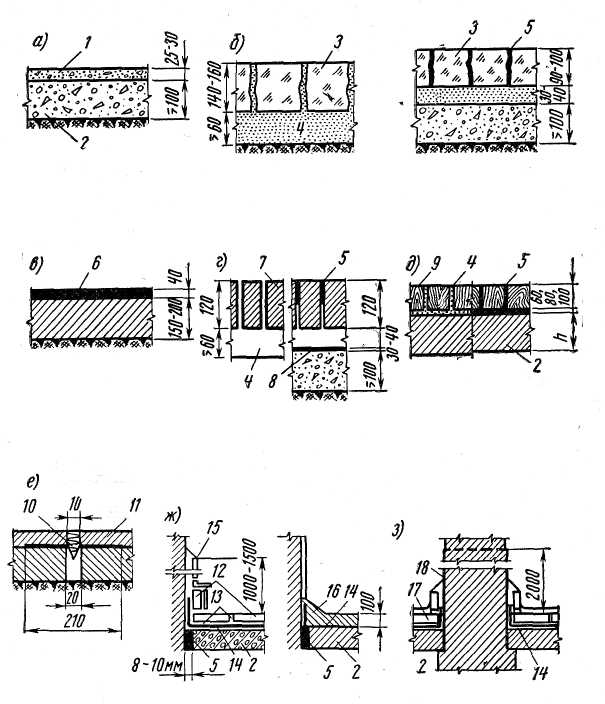 а) 1 25-30 ≥100 2
б) 3 140-160 ≥60 4
3 5 90-100 30-40 ≥100
в) 6 40 150-200
г) 7 5 120 120 ≥60 30-40 ≥100 4 8
д) 9 4 5 60, 80, 100 h 2
е) 10 14 11 20 210
ж) 15 12 13 1000-1500 8-10мм 5 14 2
16 14 100 5 2
з) 18 17 2000 2 14